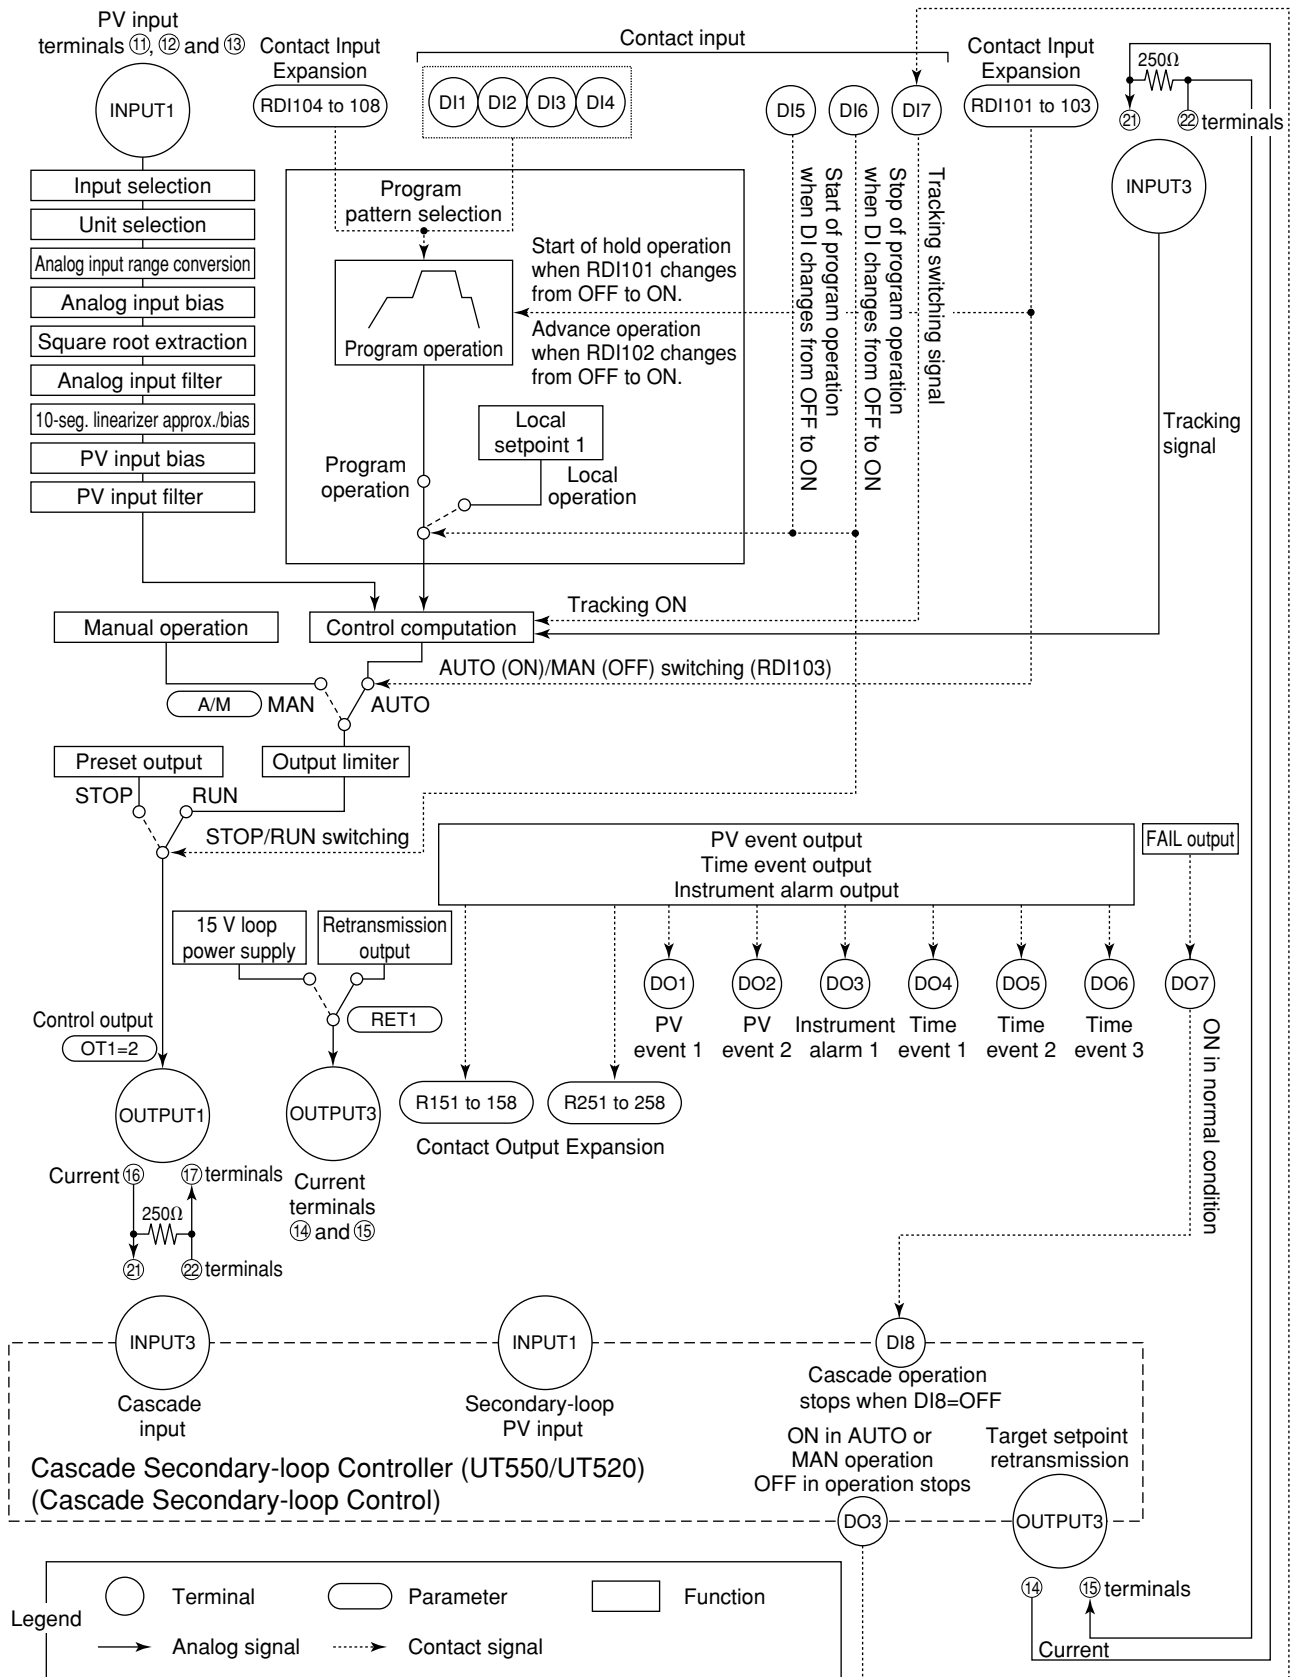 PV input
terminals ⑪, ⑫ and ⑬
INPUT1
Input selection
Unit selection
Analog input range conversion
Analog input bias
Square root extraction
Analog input filter
10-seg. linearizer approx./bias
PV input bias
PV input filter
Contact Input
Expansion
RDI104 to 108
Contact input
DI1
DI2
DI3
DI4
DI5
DI6
DI7
Contact Input
Expansion
RDI101 to 103
250Ω
㉑
㉒ terminals
INPUT3
Program
pattern selection
Program operation
Start of hold operation
when RDI101 changes
from OFF to ON.
Advance operation
when RDI102 changes
from OFF to ON.
Start of program operation
when DI changes from OFF to ON
Stop of program operation
when DI changes from OFF to ON
Tracking switching signal
Tracking
signal
Local
setpoint 1
Program
operation
Local
operation
Tracking ON
Manual operation
Control computation
AUTO (ON)/MAN (OFF) switching (RDI103)
A/M
MAN
AUTO
Preset output
Output limiter
STOP
RUN
STOP/RUN switching
PV event output
Time event output
Instrument alarm output
FAIL output
15 V loop
power supply
Retransmission
output
RET1
DO1
DO2
DO3
DO4
DO5
DO6
DO7
PV
event 1
PV
event 2
Instrument
alarm 1
Time
event 1
Time
event 2
Time
event 3
ON in normal condition
Control output
OT1=2
OUTPUT1
OUTPUT3
R151 to 158
R251 to 258
Contact Output Expansion
Current ⑯
⑰ terminals
250Ω
㉑
㉒ terminals
Current
terminals
⑭ and ⑮
INPUT3
Cascade
input
INPUT1
Secondary-loop
PV input
DI8
Cascade operation
stops when DI8=OFF
ON in AUTO or
MAN operation
OFF in operation stops
Target setpoint
retransmission
Cascade Secondary-loop Controller (UT550/UT520)
(Cascade Secondary-loop Control)
DO3
OUTPUT3
⑭
⑮ terminals
Current
Legend
Terminal
Parameter
Function
Analog signal
Contact signal